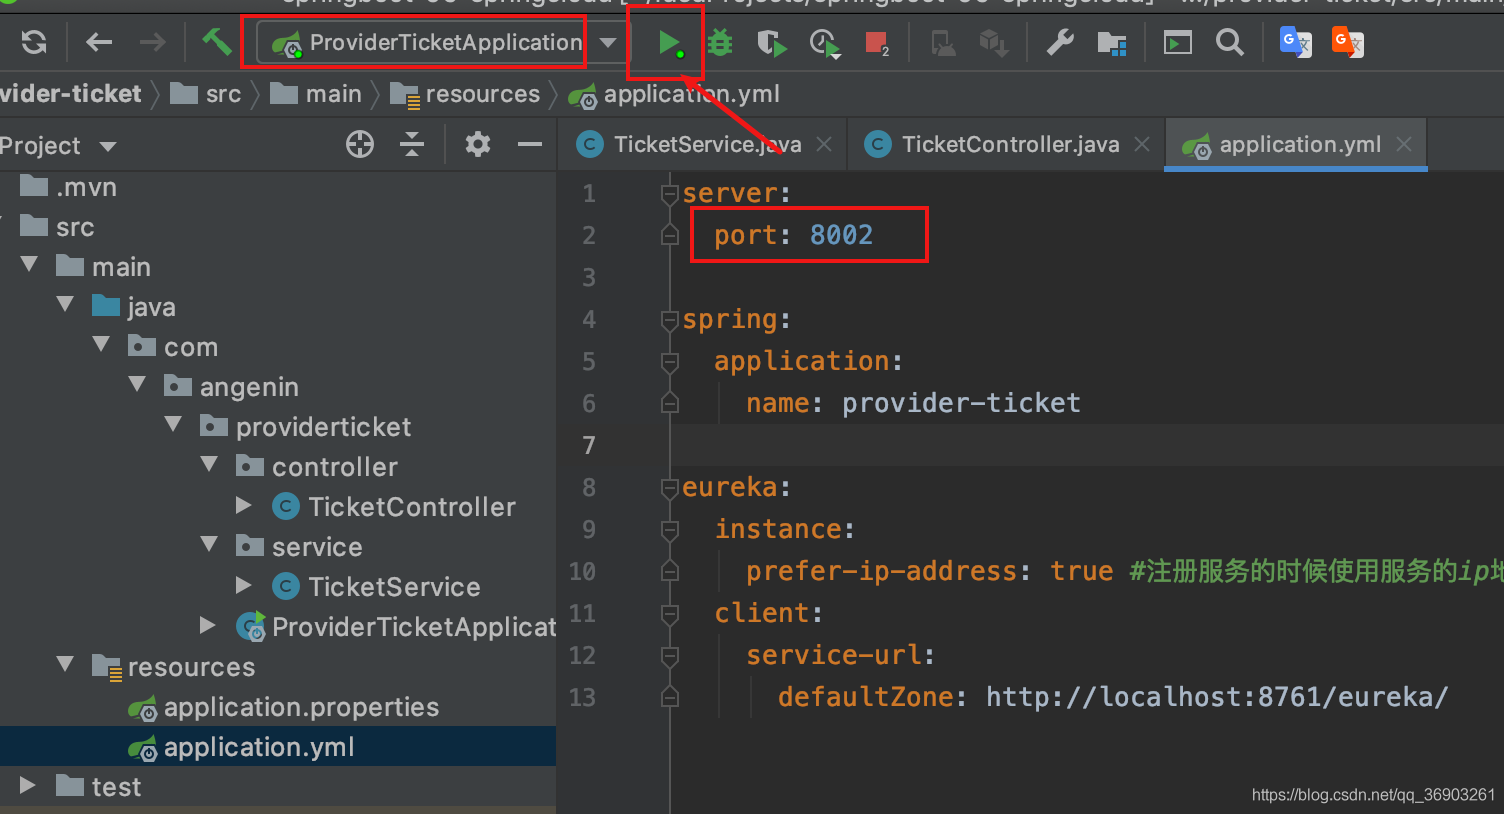 ProviderTicketApplication
2
vider-ticket
src
main
resources
application.yml
Project
TicketService.java
TicketController.java
application.yml
.mvn
src
main
java
com
angenin
providerticket
controller
TicketController
service
TicketService
ProviderTicketApplicat
resources
application.properties
application.yml
test
1 server:
2 port: 8002
3
4 spring:
5 application:
6 name: provider-ticket
7
8 eureka:
9 instance:
10 prefer-ip-address: true #注册服务的时候使用服务的ip地
11 client:
12 service-url:
13 defaultZone: http://localhost:8761/eureka/
https://blog.csdn.net/qq_36903261